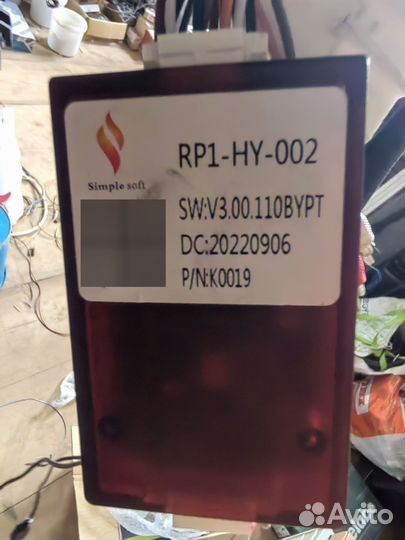 Simple soft
RP1-HY-002
SW:V3.00.110BYPT
DC:20220906
P/N:K0019
Avito